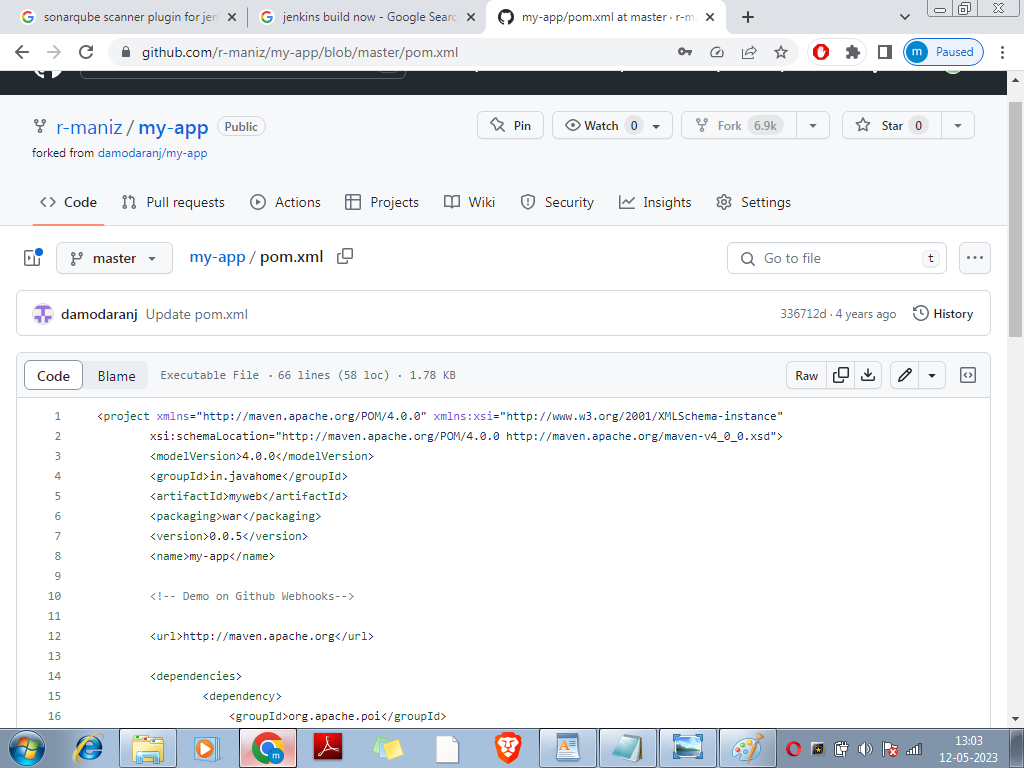 sonarqube scanner plugin for jen
jenkins build now - Google Searc
my-app/pom.xml at master · r-m
github.com/r-maniz/my-app/blob/master/pom.xml
m Paused
r-maniz / my-app Public
Pin
Watch 0
Fork 6.9k
Star 0
forked from damodaranj/my-app
Code
Pull requests
Actions
Projects
Wiki
Security
Insights
Settings
master
my-app / pom.xml
Go to file t
damodaranj Update pom.xml
336712d · 4 years ago History
Code Blame Executable File · 66 lines (58 loc) · 1.78 KB
Raw
1 <project xmlns="http://maven.apache.org/POM/4.0.0" xmlns:xsi="http://www.w3.org/2001/XMLSchema-instance"
2 xsi:schemaLocation="http://maven.apache.org/POM/4.0.0 http://maven.apache.org/maven-v4_0_0.xsd">
3 <modelVersion>4.0.0</modelVersion>
4 <groupId>in.javahome</groupId>
5 <artifactId>myweb</artifactId>
6 <packaging>war</packaging>
7 <version>0.0.5</version>
8 <name>my-app</name>
9
10 <!-- Demo on Github Webhooks-->
11
12 <url>http://maven.apache.org</url>
13
14 <dependencies>
15 <dependency>
16 <groupId>org.apache.poi</groupId>
13:03
12-05-2023